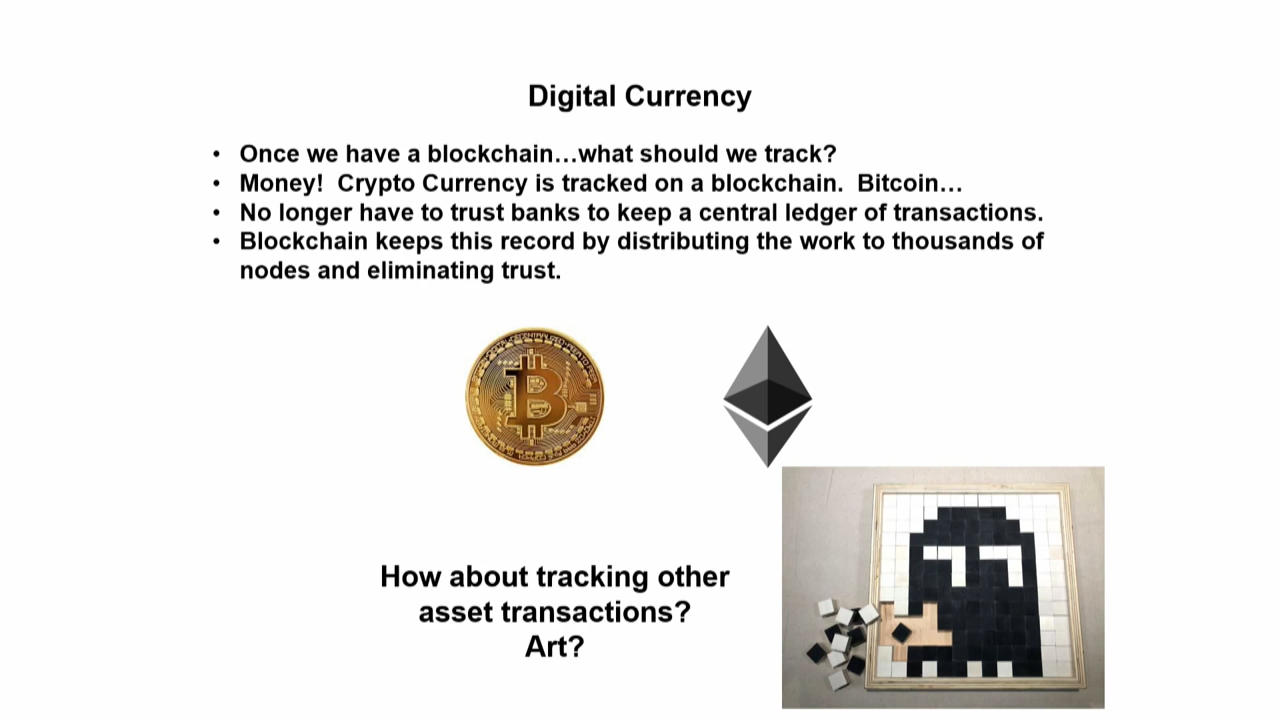 Digital Currency
• Once we have a blockchain…what should we track?
• Money!  Crypto Currency is tracked on a blockchain.  Bitcoin…
• No longer have to trust banks to keep a central ledger of transactions.
• Blockchain keeps this record by distributing the work to thousands of
nodes and eliminating trust.
How about tracking other
asset transactions?
Art?